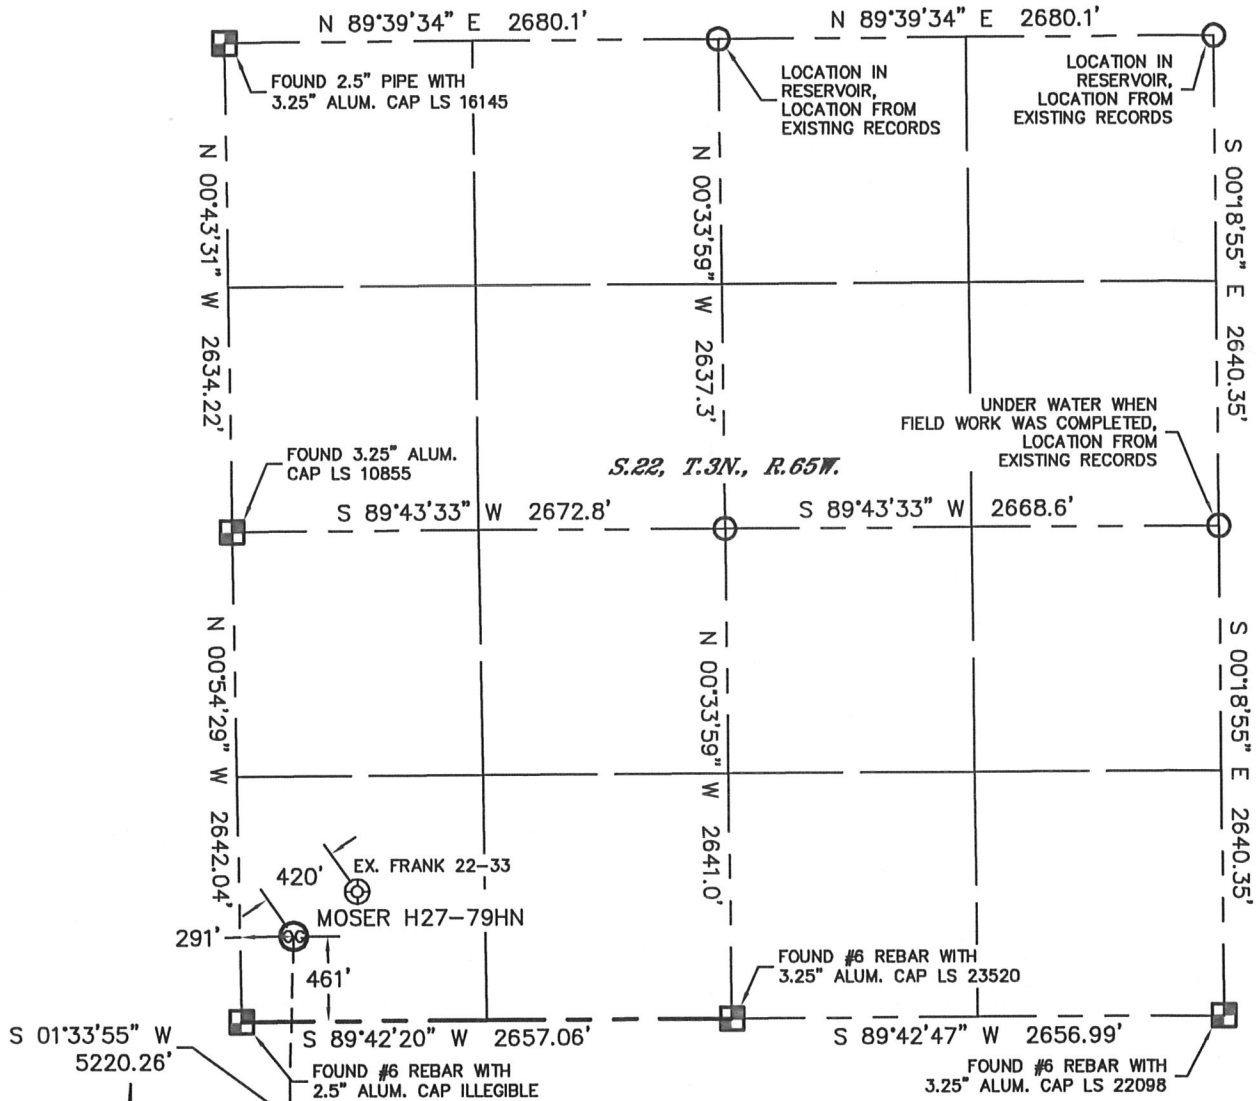 N 89°39'34" E 2680.1'
N 89°39'34" E 2680.1'
FOUND 2.5" PIPE WITH
3.25" ALUM. CAP LS 16145
LOCATION IN
RESERVOIR,
LOCATION FROM
EXISTING RECORDS
LOCATION IN
RESERVOIR,
LOCATION FROM
EXISTING RECORDS
N 00°43'31" W 2634.22'
N 00°33'59" W 2637.3'
S 00°18'55" E 2640.35'
UNDER WATER WHEN
FIELD WORK WAS COMPLETED,
LOCATION FROM
EXISTING RECORDS
FOUND 3.25" ALUM.
CAP LS 10855
S.22, T.3N., R.65W.
S 89°43'33" W 2672.8'
S 89°43'33" W 2668.6'
N 00°54'29" W 2642.04'
N 00°33'59" W 2641.0'
S 00°18'55" E 2640.35'
EX. FRANK 22-33
420'
MOSER H27-79HN
OG
291'
461'
FOUND #6 REBAR WITH
3.25" ALUM. CAP LS 23520
S 89°42'20" W 2657.06'
S 89°42'47" W 2656.99'
S 01°33'55" W
5220.26'
FOUND #6 REBAR WITH
2.5" ALUM. CAP ILLEGIBLE
FOUND #6 REBAR WITH
3.25" ALUM. CAP LS 22098